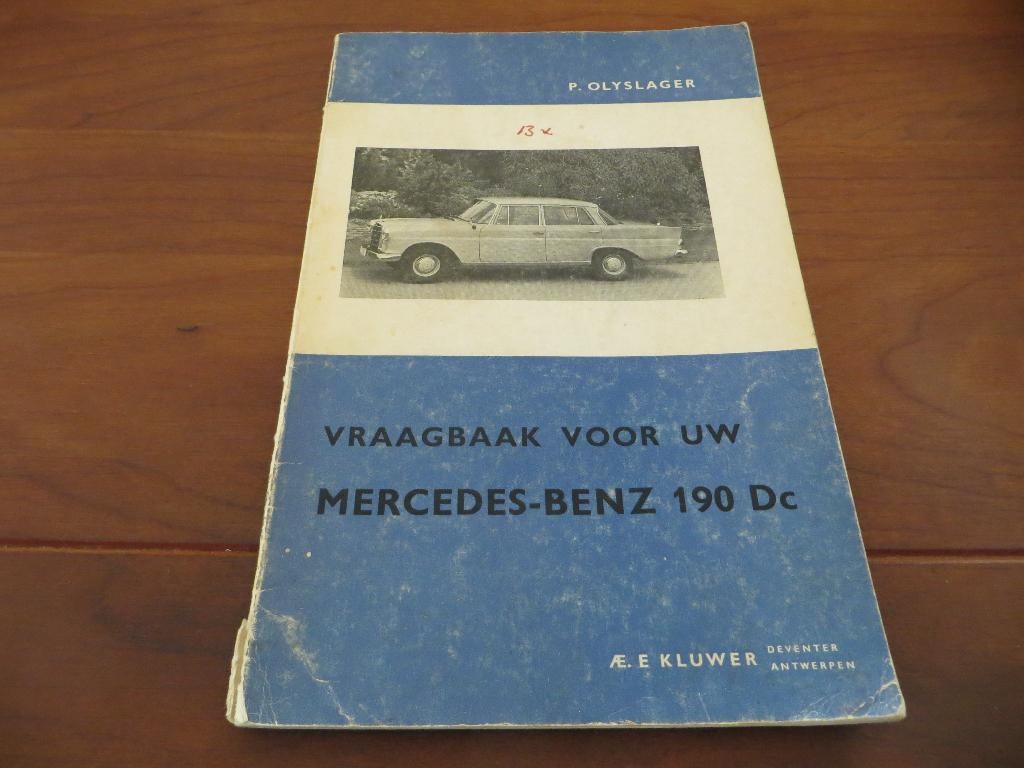 P. OLYSLAGER
13 x
VRAAGBAAK VOOR UW
MERCEDES-BENZ 190 Dc
Æ. E KLUWER DEVENTER
ANTWERPEN